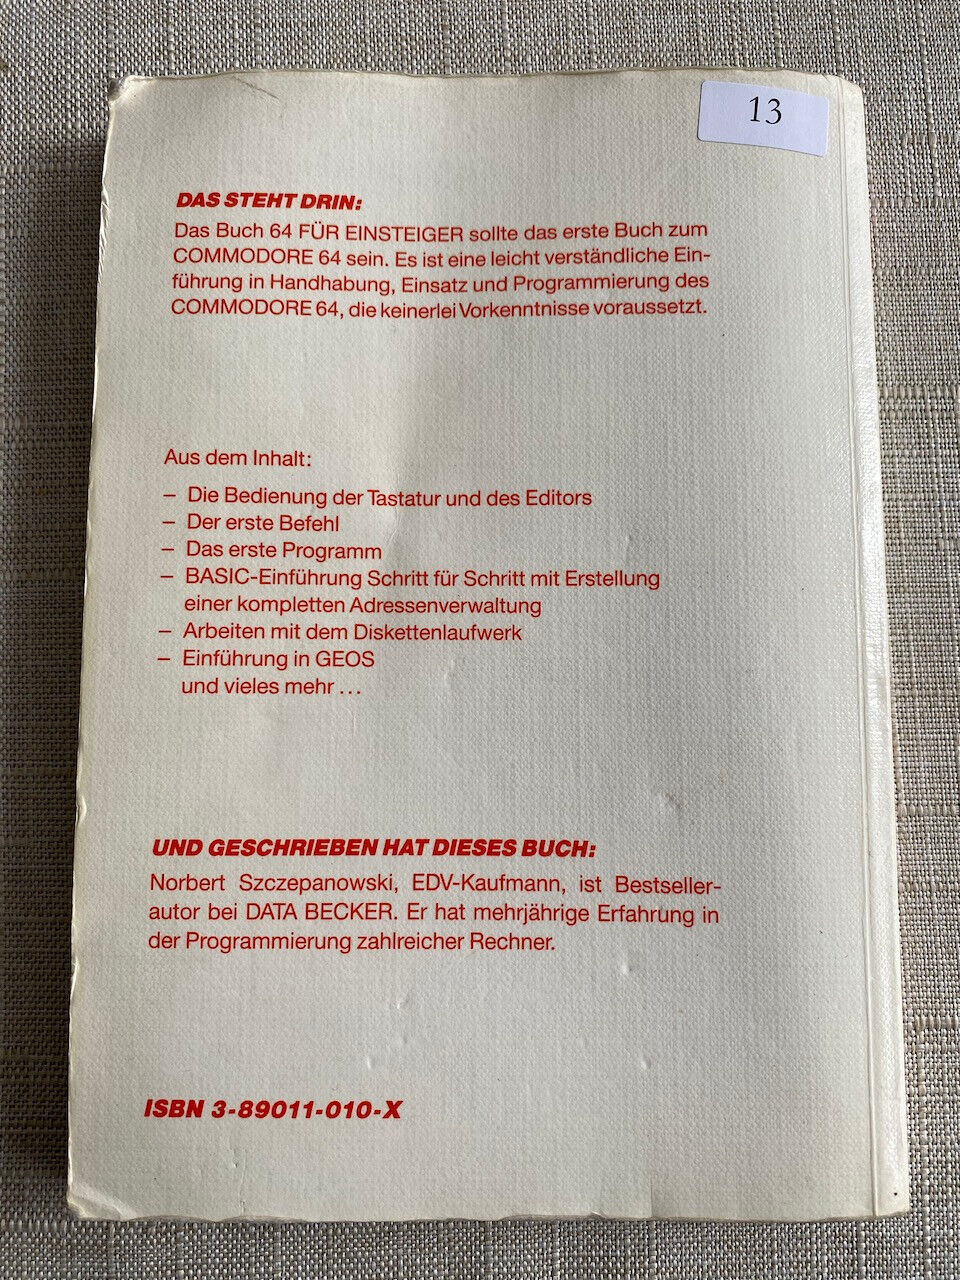 13
DAS STEHT DRIN:
Das Buch 64 FÜR EINSTEIGER sollte das erste Buch zum
COMMODORE 64 sein. Es ist eine leicht verständliche Ein-
führung in Handhabung, Einsatz und Programmierung des
COMMODORE 64, die keinerlei Vorkenntnisse voraussetzt.
Aus dem Inhalt:
– Die Bedienung der Tastatur und des Editors
– Der erste Befehl
– Das erste Programm
– BASIC-Einführung Schritt für Schritt mit Erstellung
einer kompletten Adressenverwaltung
– Arbeiten mit dem Diskettenlaufwerk
– Einführung in GEOS
und vieles mehr ...
UND GESCHRIEBEN HAT DIESES BUCH:
Norbert Szczepanowski, EDV-Kaufmann, ist Bestseller-
autor bei DATA BECKER. Er hat mehrjährige Erfahrung in
der Programmierung zahlreicher Rechner.
ISBN 3-89011-010-X